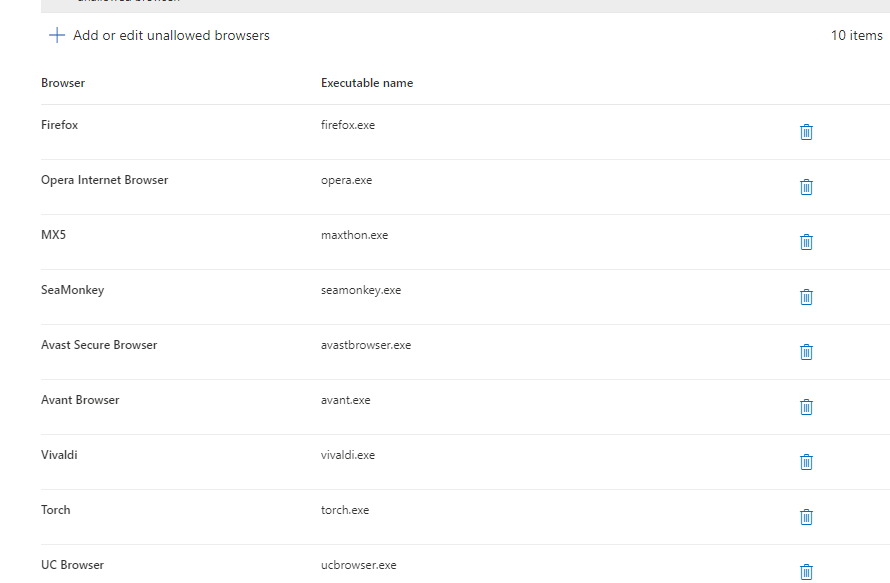 unallowed browser.
Add or edit unallowed browsers 10 items
Browser Executable name
Firefox firefox.exe
Opera Internet Browser opera.exe
MX5 maxthon.exe
SeaMonkey seamonkey.exe
Avast Secure Browser avastbrowser.exe
Avant Browser avant.exe
Vivaldi vivaldi.exe
Torch torch.exe
UC Browser ucbrowser.exe